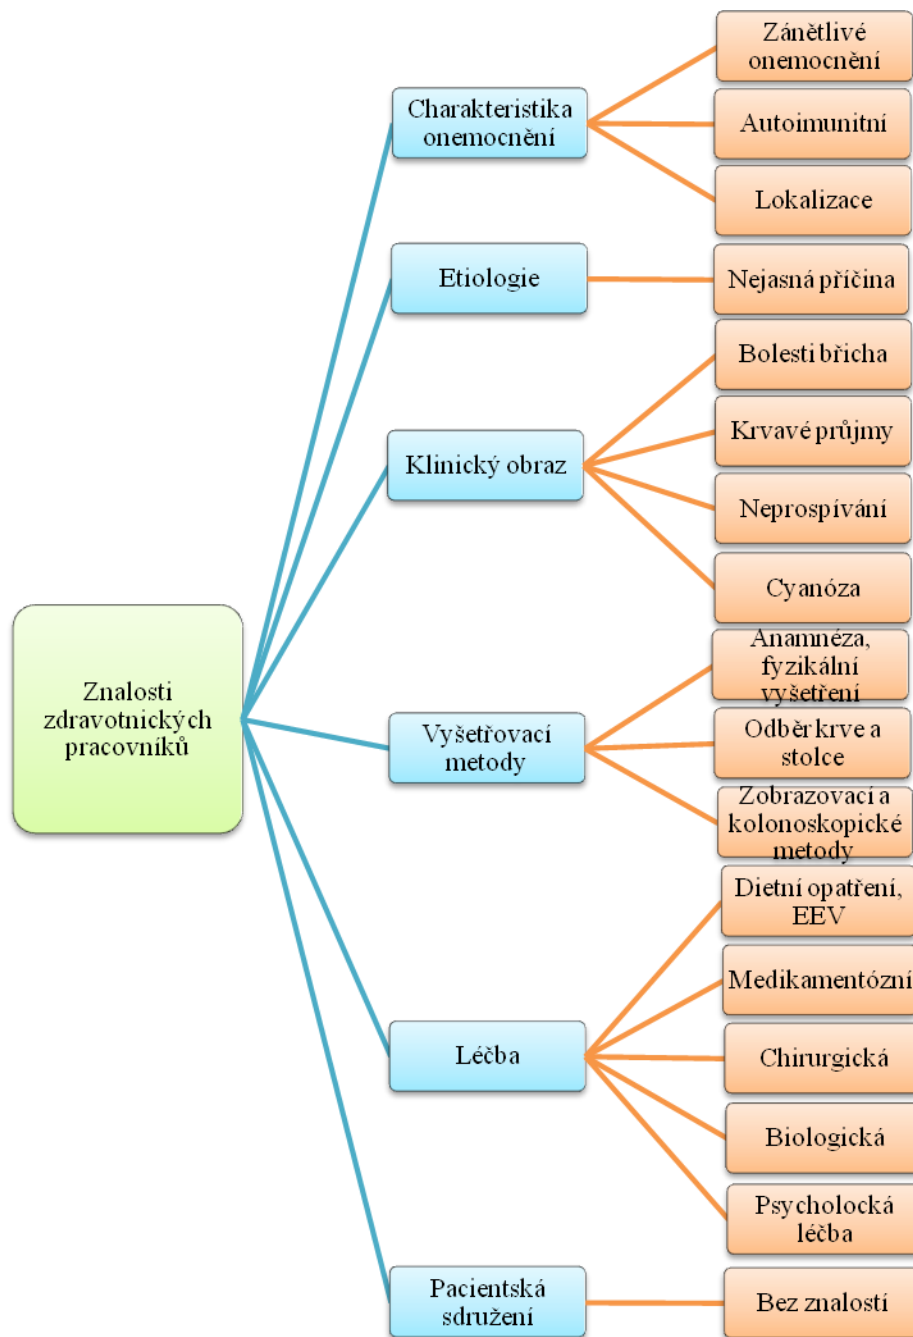 Znalosti
zdravotnických
pracovníků
Charakteristika
onemocnění
Zánětlivé
onemocnění
Autoimunitní
Lokalizace
Etiologie
Nejasná příčina
Klinický obraz
Bolesti břicha
Krvavé průjmy
Neprospívání
Cyanóza
Vyšetřovací
metody
Anamnéza,
fyzikální
vyšetření
Odběr krve a
stolce
Zobrazovací a
kolonoskopické
metody
Léčba
Dietní opatření,
EEV
Medikamentózní
Chirurgická
Biologická
Psycholocká
léčba
Pacientská
sdružení
Bez znalostí